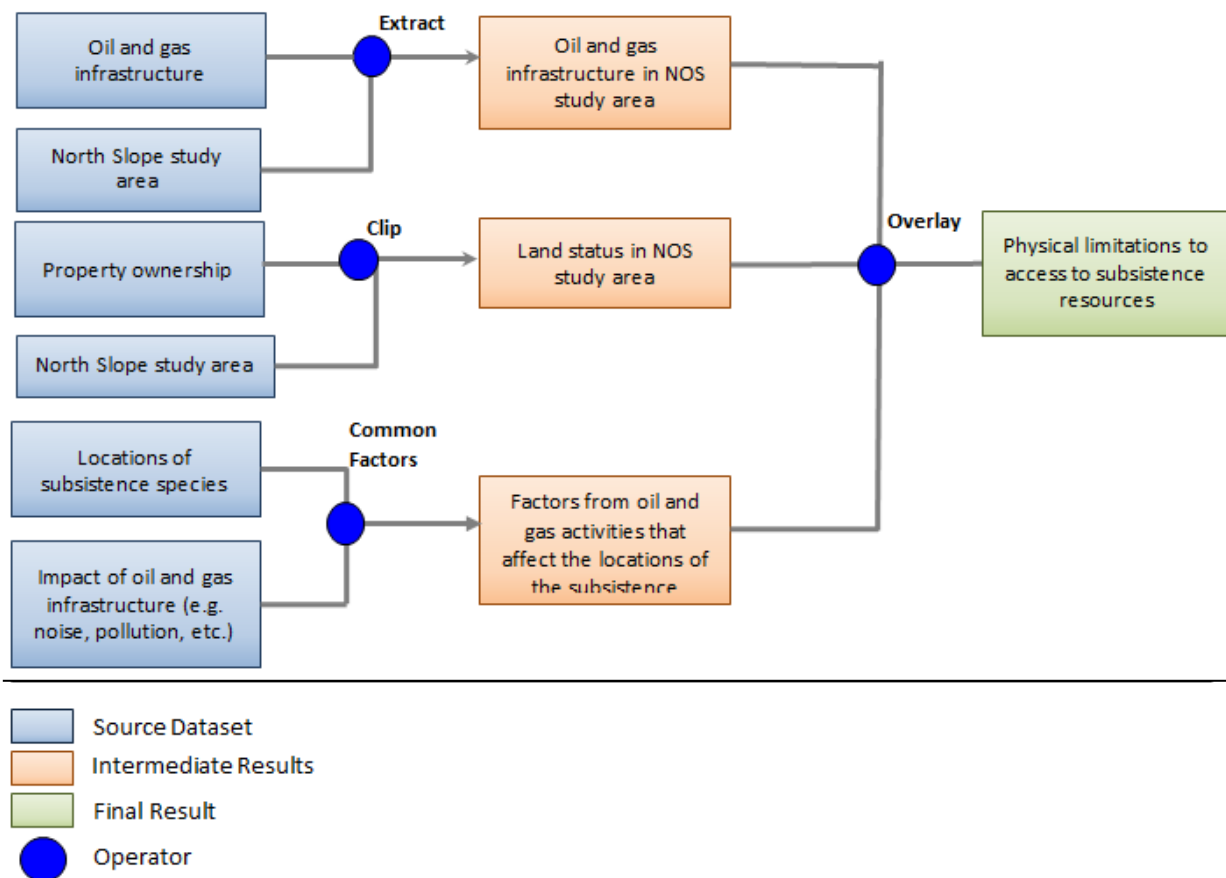 Oil and gas
infrastructure
Extract
Oil and gas
infrastructure in NOS
study area
North Slope study
area
Property ownership
Clip
Land status in NOS
study area
North Slope study area
Overlay
Physical limitations to
access to subsistence
resources
Locations of
subsistence species
Common
Factors
Factors from oil and
gas activities that
affect the locations of
the subsistence
Impact of oil and gas
infrastructure (e.g.
noise, pollution, etc.)
Source Dataset
Intermediate Results
Final Result
Operator